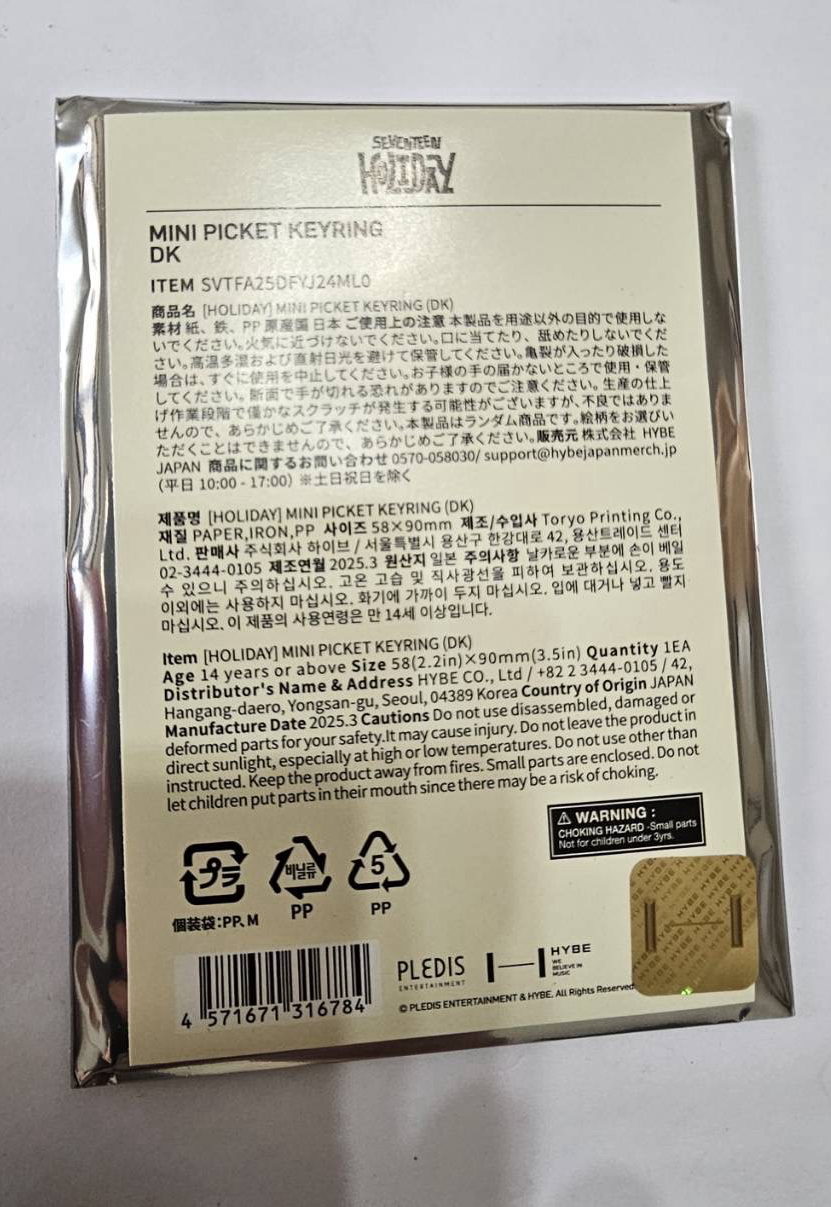 SEVENTEEN
HOLIDAY
MINI PICKET KEYRING
DK
ITEM SVTFA25DFYJ24ML0
商品名 [HOLIDAY] MINI PICKET KEYRING (DK)
素材 紙、鉄、PP 原産国 日本 ご使用上の注意 本製品を用途以外の目的で使用しな
いでください。火気に近づけないでください。口に当てたり、舐めたりしないでくだ
さい。高温多湿および直射日光を避けて保管してください。亀裂が入ったり破損した
場合は、すぐに使用を中止してください。お子様の手の届かないところで使用・保管
してください。断面で手が切れる恐れがありますのでご注意ください。生産の仕上
げ作業段階で僅かなスクラッチが発生する可能性がございますが、不良ではありま
せんので、あらかじめご了承ください。本製品はランダム商品です。絵柄をお選びい
ただくことはできませんので、あらかじめご了承ください。販売元 株式会社 HYBE
JAPAN 商品に関するお問い合わせ 0570-058030/ support@hybejapanmerch.jp
(平日 10:00 - 17:00) ※土日祝日を除く
제품명 [HOLIDAY] MINI PICKET KEYRING (DK)
재질 PAPER,IRON,PP 사이즈 58×90mm 제조/수입사 Toryo Printing Co.,
Ltd. 판매사 주식회사 하이브 / 서울특별시 용산구 한강대로 42, 용산트레이드 센터
02-3444-0105 제조연월 2025.3 원산지 일본 주의사항 날카로운 부분에 손이 베일
수 있으니 주의하십시오. 고온 고습 및 직사광선을 피하여 보관하십시오. 용도
이외에는 사용하지 마십시오. 화기에 가까이 두지 마십시오. 입에 대거나 넣고 빨지
마십시오. 이 제품의 사용연령은 만 14세 이상입니다.
Item [HOLIDAY] MINI PICKET KEYRING (DK)
Age 14 years or above Size 58(2.2in)×90mm(3.5in) Quantity 1EA
Distributor's Name & Address HYBE CO., Ltd / +82 2 3444-0105 / 42,
Hangang-daero, Yongsan-gu, Seoul, 04389 Korea Country of Origin JAPAN
Manufacture Date 2025.3 Cautions Do not use disassembled, damaged or
deformed parts for your safety.It may cause injury. Do not leave the product in
direct sunlight, especially at high or low temperatures. Do not use other than
instructed. Keep the product away from fires. Small parts are enclosed. Do not
let children put parts in their mouth since there may be a risk of choking.
WARNING :
CHOKING HAZARD -Small parts
Not for children under 3yrs.
プラ
비닐류
5
個装袋:PP、M
PP
PP
4 571671 316784
PLEDIS
ENTERTAINMENT
HYBE
WE
BELIEVE IN
MUSIC
© PLEDIS ENTERTAINMENT & HYBE. All Rights Reserved.